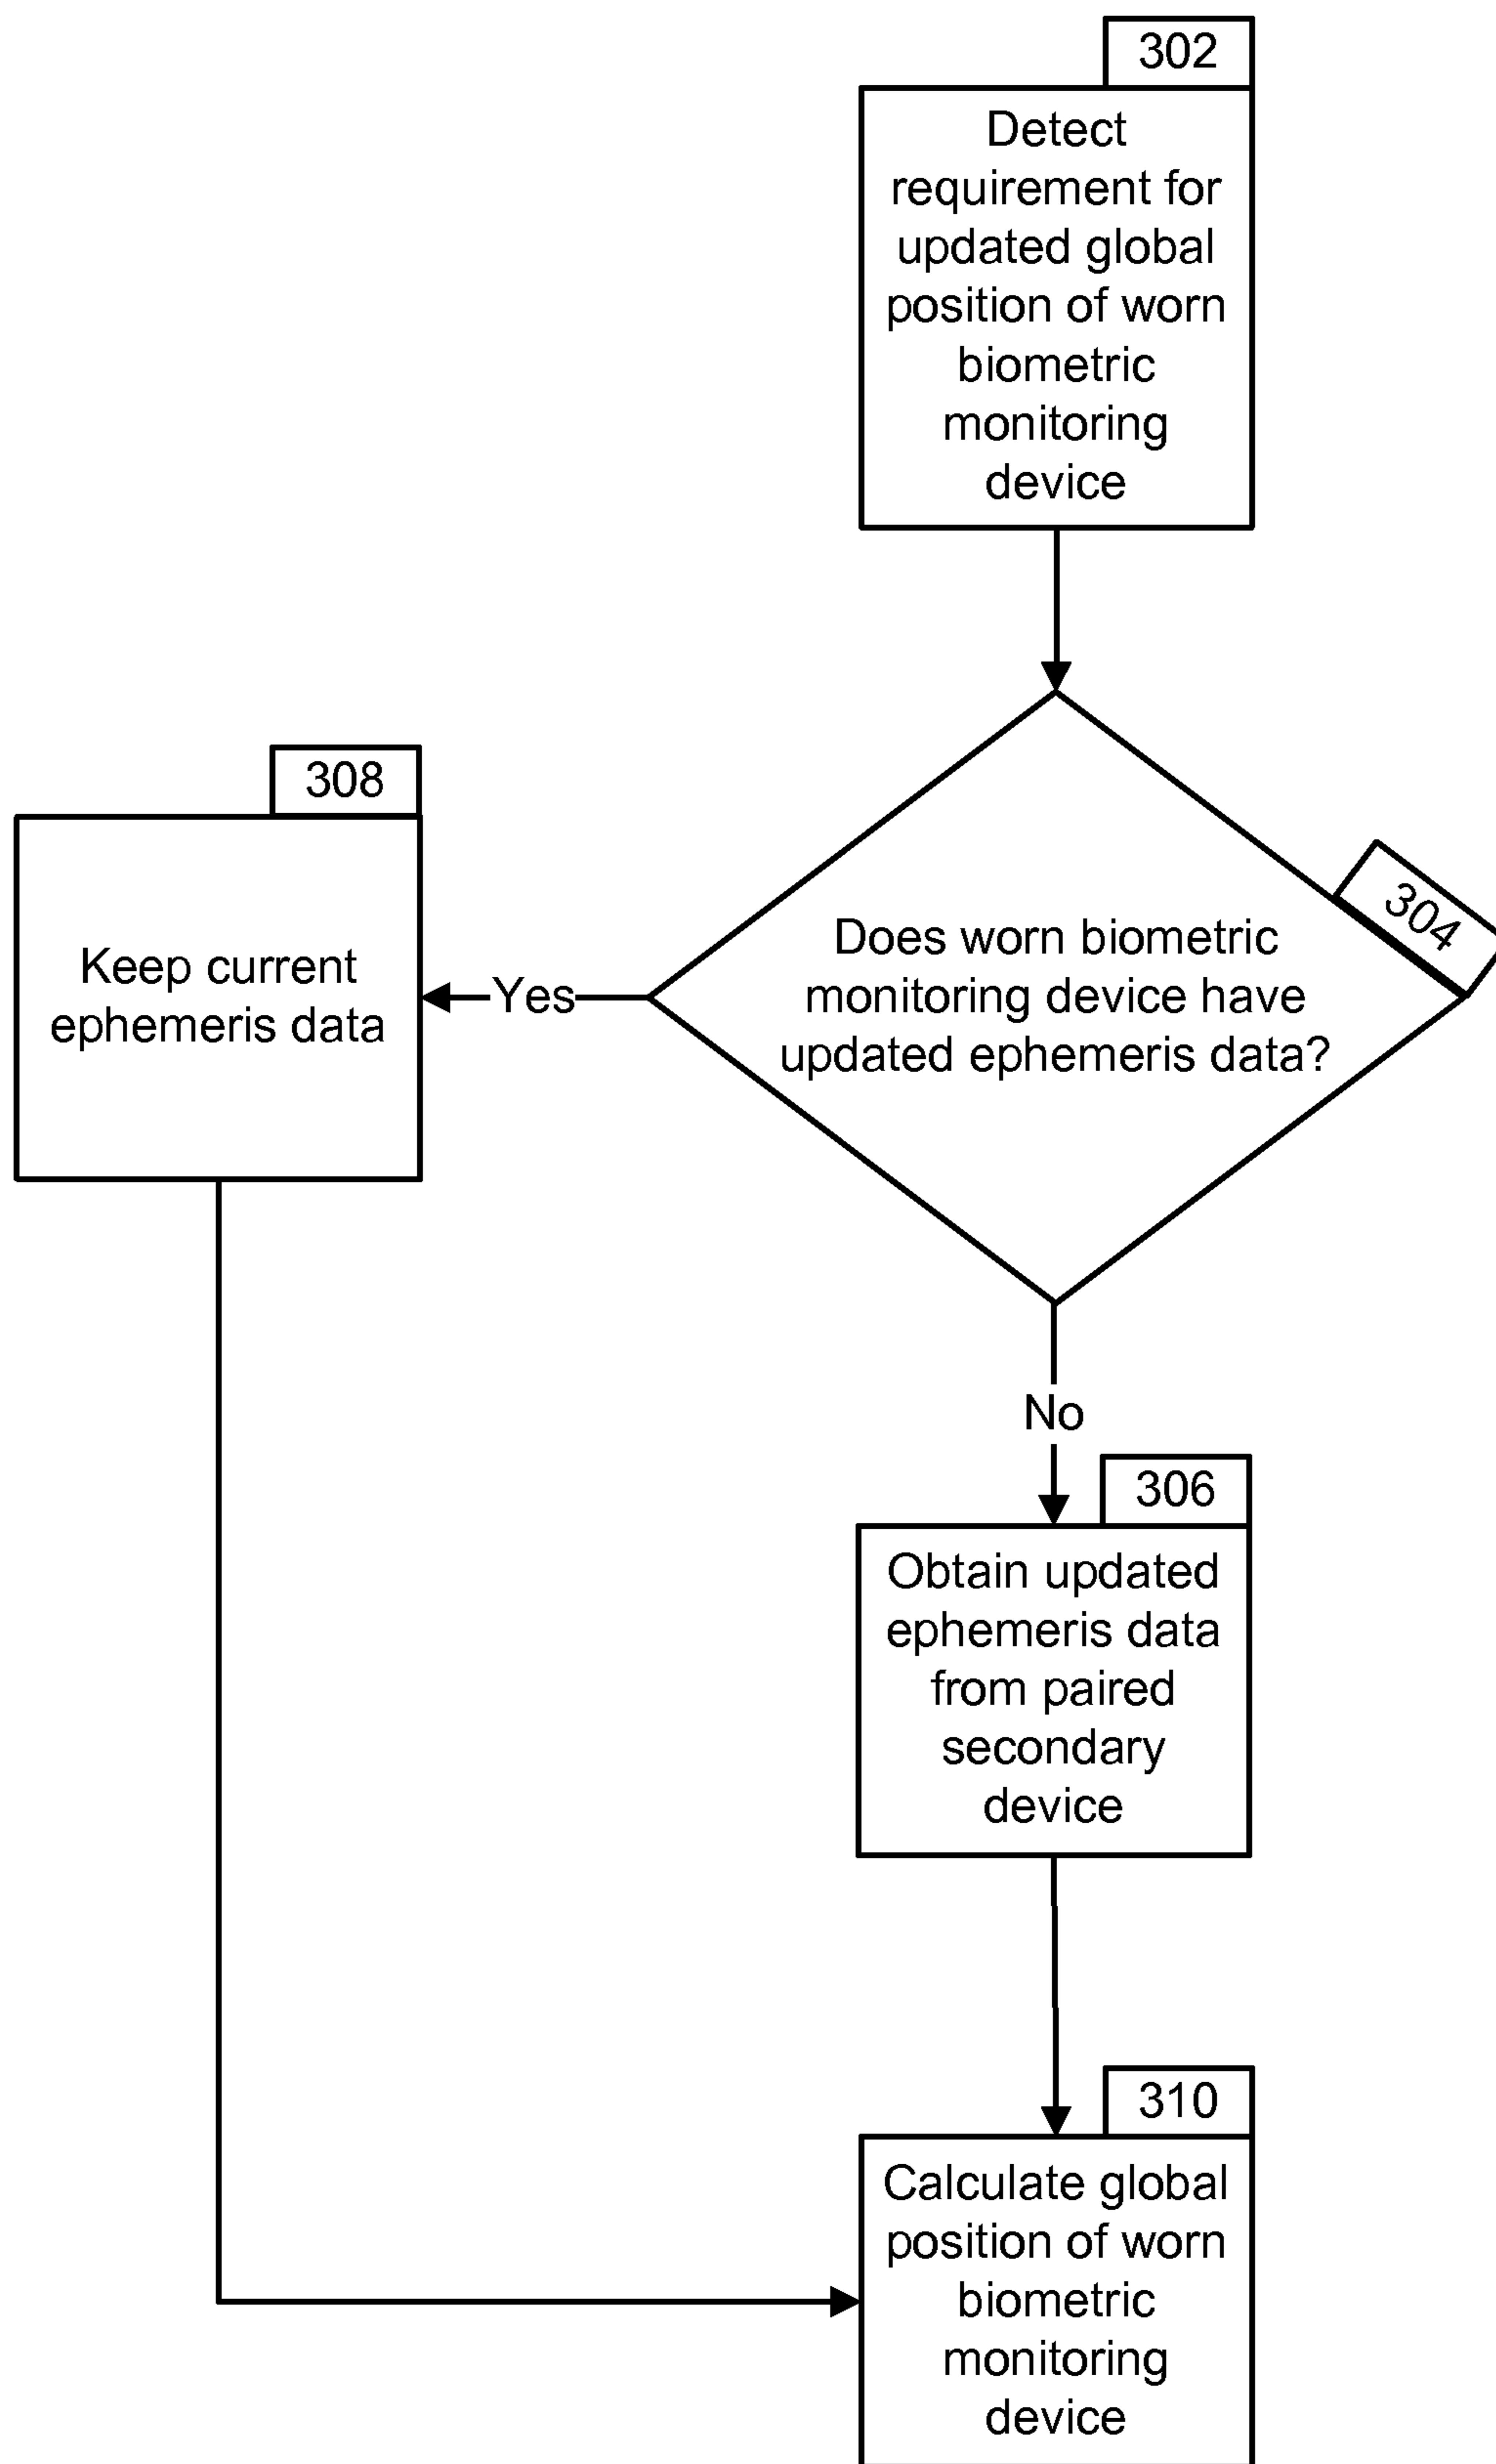 302
Detect
requirement for
updated global
position of worn
biometric
monitoring
device
304
Does worn biometric
monitoring device have
updated ephemeris data?
Yes
308
Keep current
ephemeris data
No
306
Obtain updated
ephemeris data
from paired
secondary
device
310
Calculate global
position of worn
biometric
monitoring
device